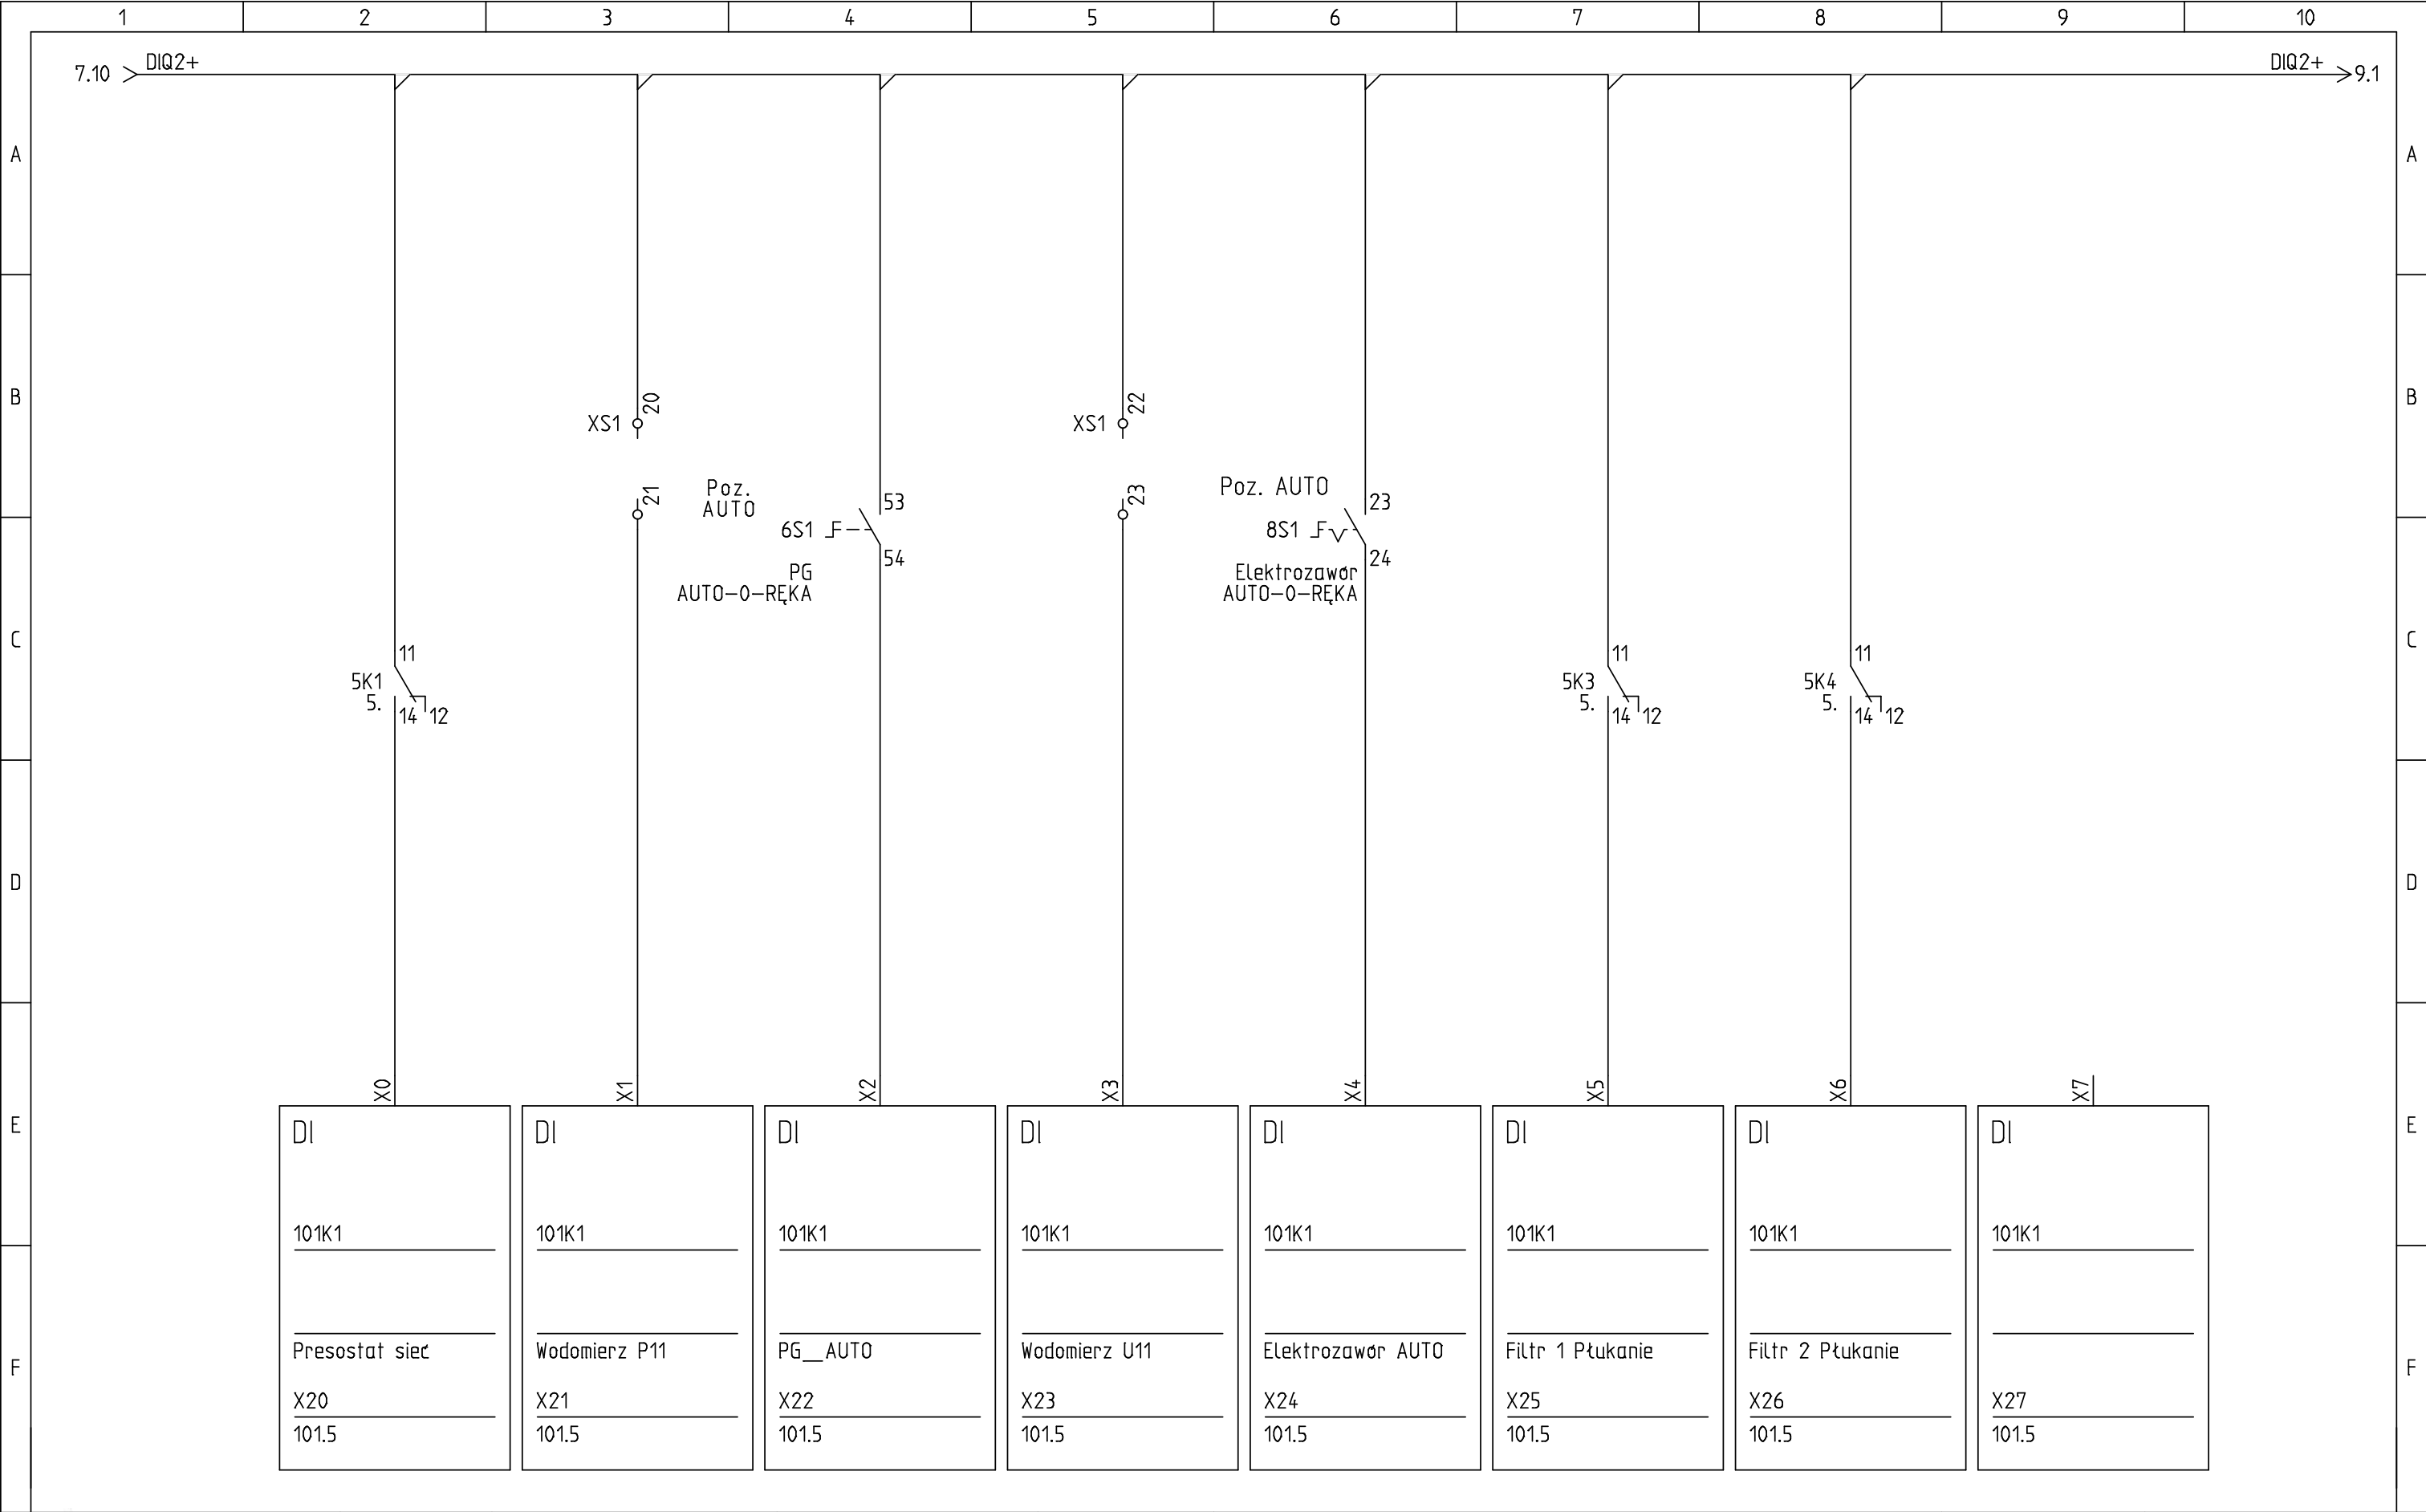 1 2 3 4 5 6 7 8 9 10
7.10 DIQ2+ DIQ2+ 9.1
A A
B B
20 22
XS1 XS1
21 23
Poz.
AUTO
Poz. AUTO
53 23
6S1 8S1
54 24
PG
AUTO-0-RĘKA
Elektrozawór
AUTO-0-RĘKA
C C
11 11 11
5K1 5K3 5K4
5. 5. 5.
14 12 14 12 14 12
D D
X0 X1 X2 X3 X4 X5 X6 X7
E E
DI DI DI DI DI DI DI DI
101K1 101K1 101K1 101K1 101K1 101K1 101K1 101K1
Presostat sieć Wodomierz P11 PG__AUTO Wodomierz U11 Elektrozawór AUTO Filtr 1 Płukanie Filtr 2 Płukanie
F F
X20 X21 X22 X23 X24 X25 X26 X27
101.5 101.5 101.5 101.5 101.5 101.5 101.5 101.5